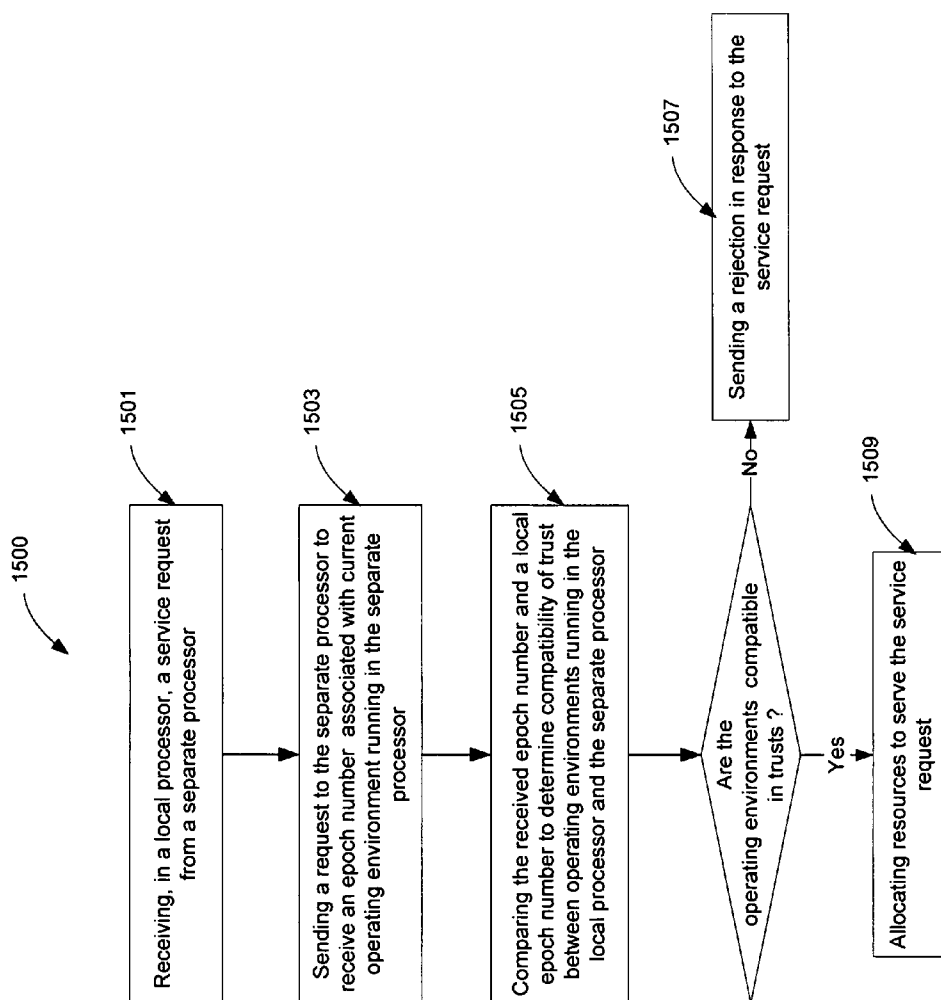 1500
1501
Receiving, in a local processor, a service request
from a separate processor
1503
Sending a request to the separate processor to
receive an epoch number associated with current
operating environment running in the separate
processor
1505
Comparing the received epoch number and a local
epoch number to determine compatibility of trust
between operating environments running in the
local processor and the separate processor
Are the
operating environments compatible
in trusts ?
No
1507
Sending a rejection in response to the
service request
Yes
1509
Allocating resources to serve the service
request